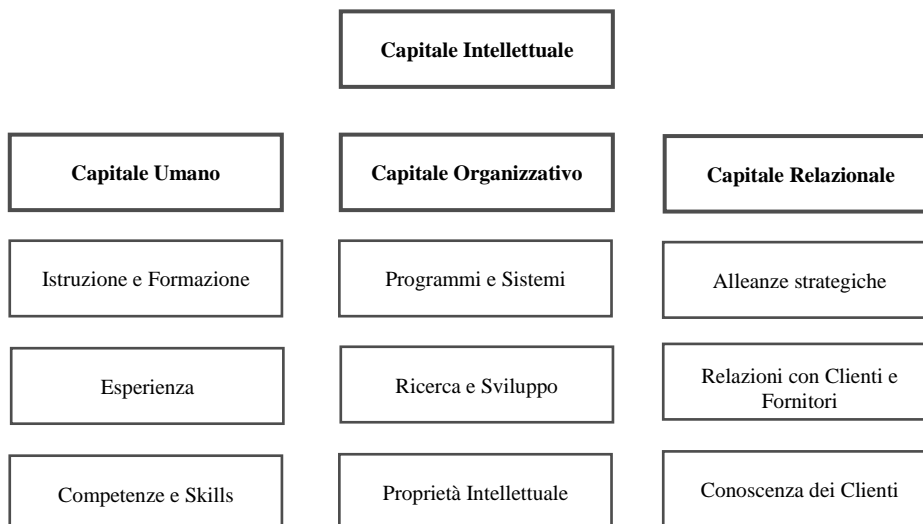 Capitale Intellettuale
Capitale Umano
Capitale Organizzativo
Capitale Relazionale
Istruzione e Formazione
Programmi e Sistemi
Alleanze strategiche
Esperienza
Ricerca e Sviluppo
Relazioni con Clienti e
Fornitori
Competenze e Skills
Proprietà Intellettuale
Conoscenza dei Clienti